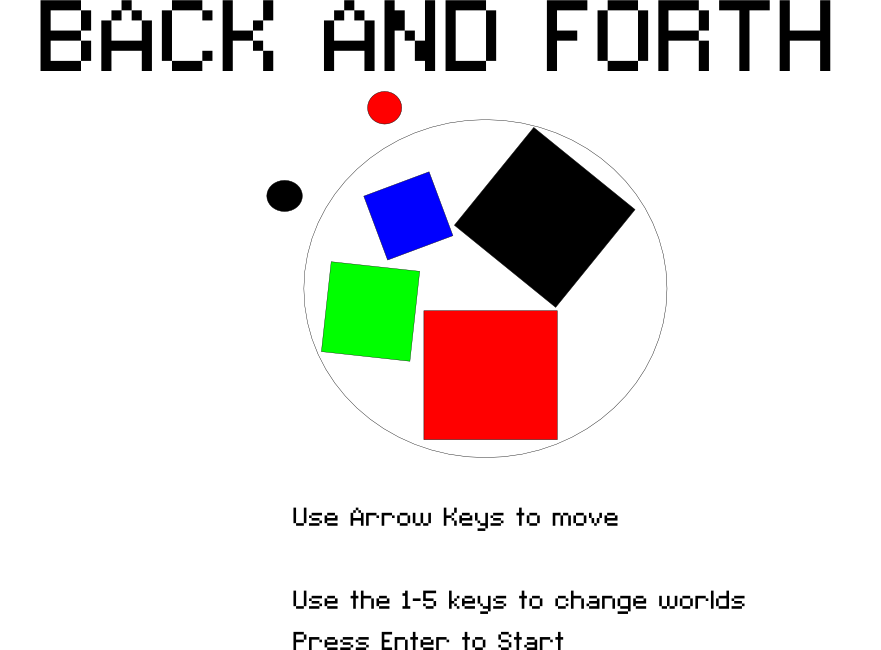 BACK AND FORTH
Use Arrow Keys to move
Use the 1-5 keys to change worlds
Press Enter to Start